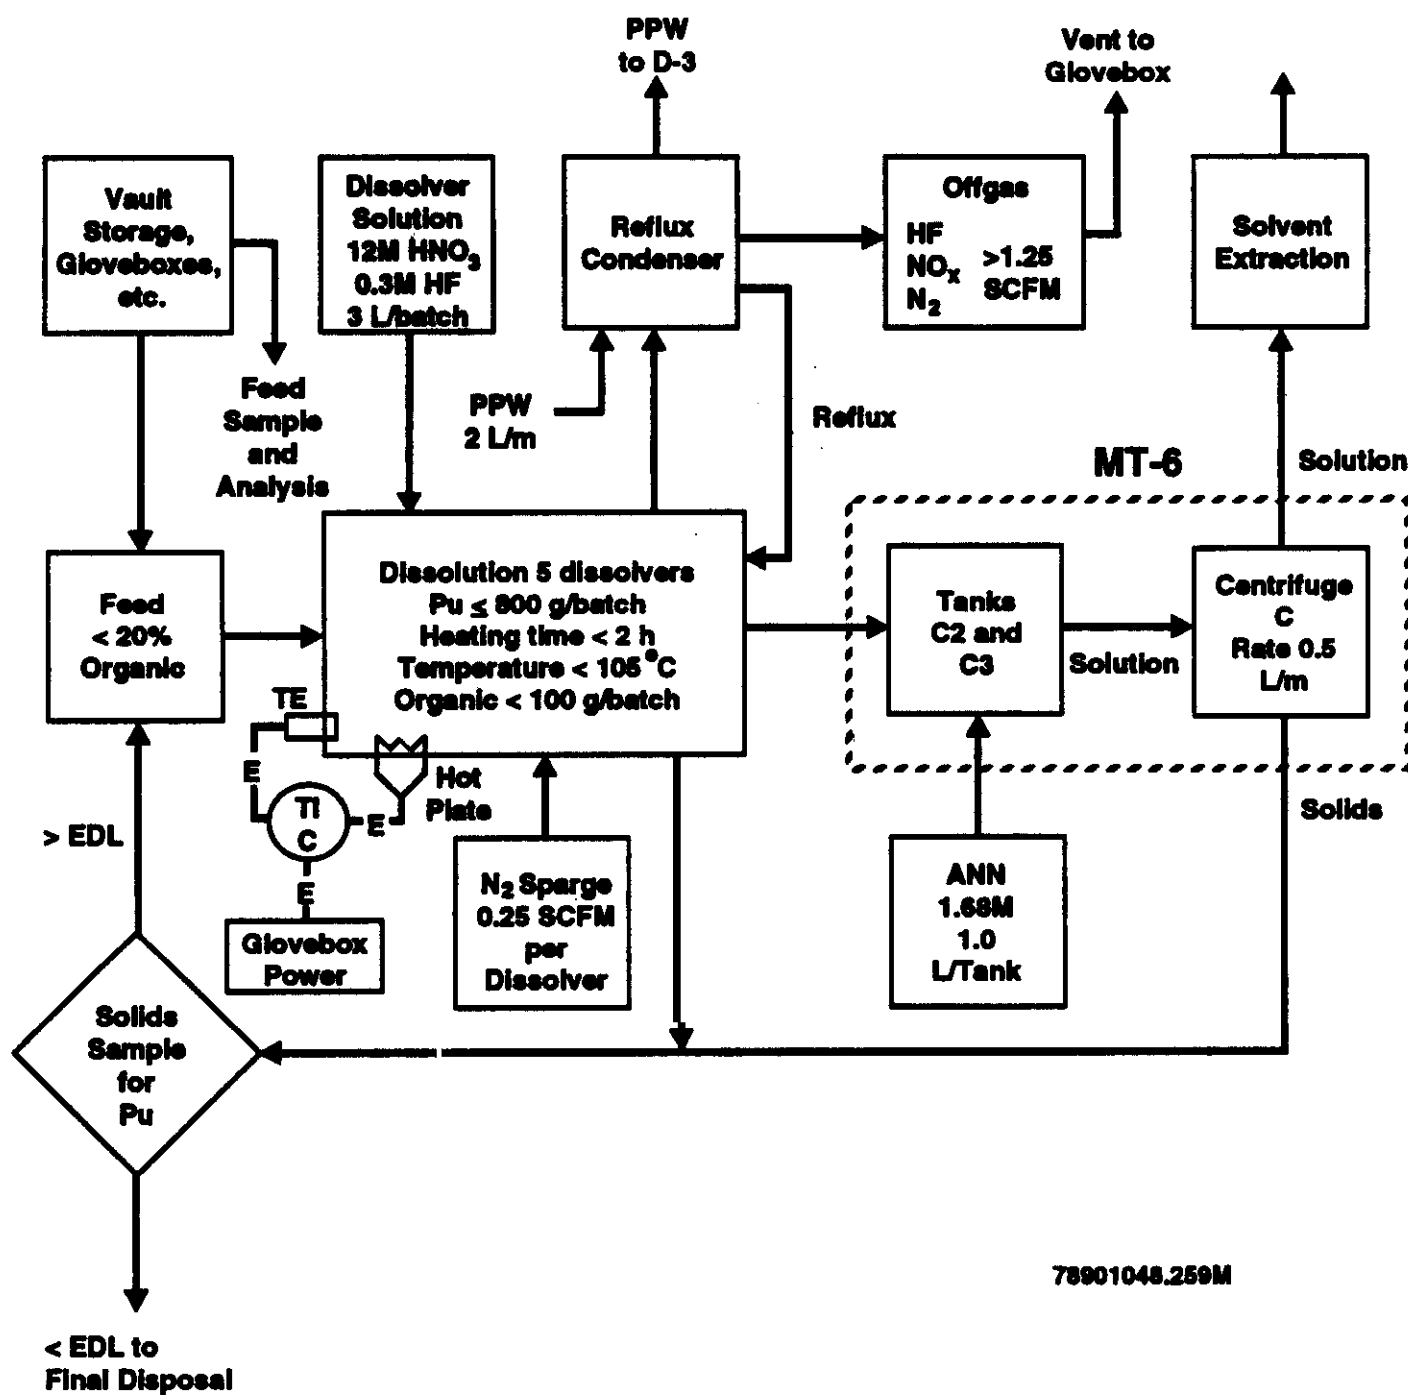 PPW
to D-3
Vent to
Glovebox
Vault
Storage,
Gloveboxes,
etc.
Dissolver
Solution
12M HNO₃
0.3M HF
3 L/batch
Reflux
Condenser
Offgas
HF
NOₓ
N₂
>1.25
SCFM
Solvent
Extraction
Feed
Sample
and
Analysis
PPW
2 L/m
Reflux
MT-6
Solution
Feed
< 20%
Organic
Dissolution 5 dissolvers
Pu ≤ 800 g/batch
Heating time < 2 h
Temperature < 105°C
Organic < 100 g/batch
Tanks
C2 and
C3
Solution
Centrifuge
C
Rate 0.5
L/m
TE
E
TI
C
E
Hot
Plate
E
Glovebox
Power
> EDL
N₂ Sparge
0.25 SCFM
per
Dissolver
ANN
1.68M
1.0
L/Tank
Solids
Solids
Sample
for
Pu
< EDL to
Final Disposal
78901048.259M